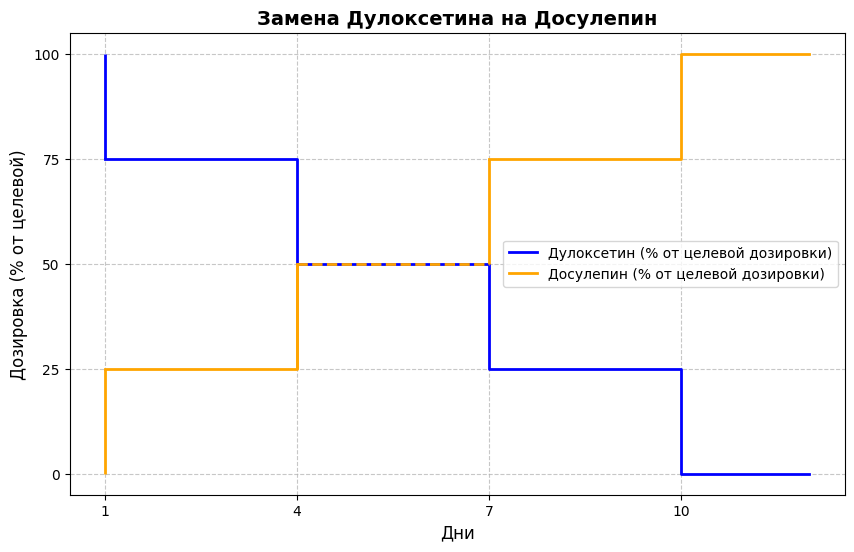 Замена Дулоксетина на Досулепин
Дозировка (% от целевой)
100
75
50
25
0
Дулоксетин (% от целевой дозировки)
Досулепин (% от целевой дозировки)
1
4
7
10
Дни